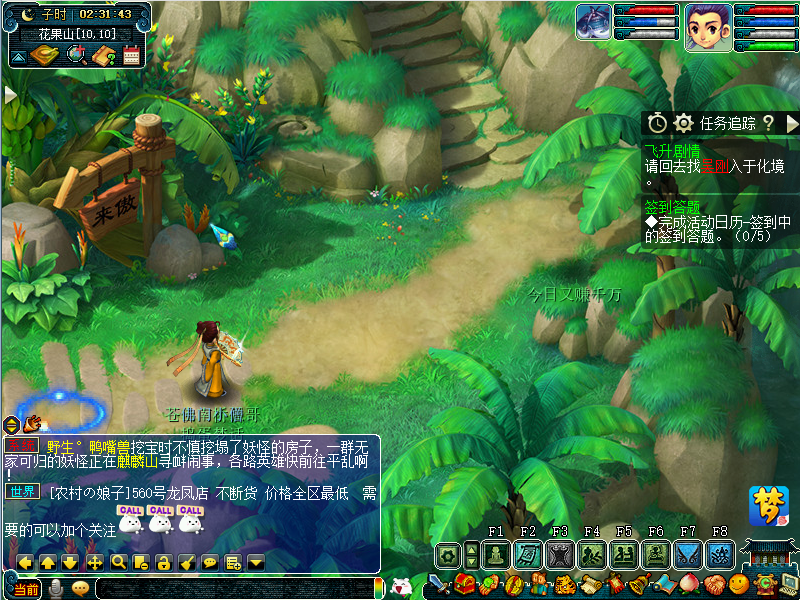 子时 02:31:43
花果山[10,10]
任务追踪 ?
飞升剧情
请回去找
入于化境
。
签到答题
◆完成活动日历-签到中
的签到答题。（0/5）
来傲
今日又赚千万
野生°鸭嘴兽挖宝时不慎挖塌了妖怪的房子，一群无
家可归的妖怪正在麒麟山寻衅闹事，各路英雄快前往平乱啊
!
世界 [农村の娘子]560号龙凤店 不断货 价格全区最低 需
要的可以加个关注 CALL CALL CALL
梦
F1 F2 F3 F4 F5 F6 F7 F8
当前